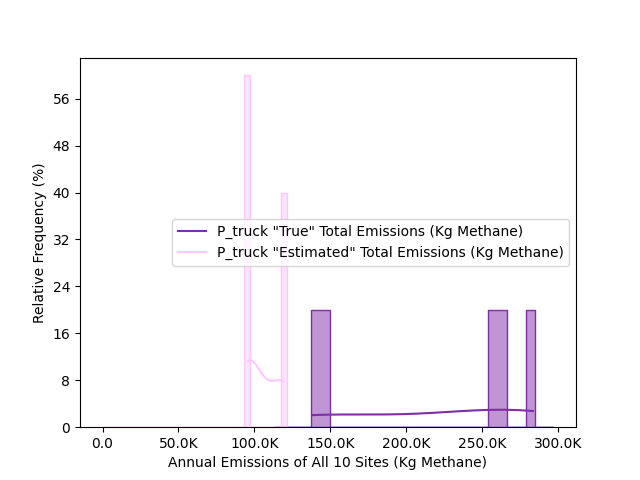 56
48
40
32
24
16
8
0
Relative Frequency (%)
P_truck "True" Total Emissions (Kg Methane)
P_truck "Estimated" Total Emissions (Kg Methane)
0.0 50.0K 100.0K 150.0K 200.0K 250.0K 300.0K
Annual Emissions of All 10 Sites (Kg Methane)